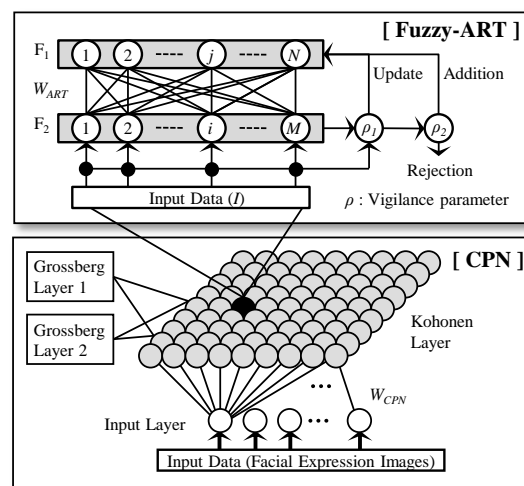 [ Fuzzy-ART ]
F1
1 2 ---- j ---- N
Update
Addition
WART
F2
1 2 ---- i ---- M
ρ1
ρ2
Rejection
Input Data (I)
ρ : Vigilance parameter
[ CPN ]
Grossberg
Layer 1
Grossberg
Layer 2
Kohonen
Layer
...
WCPN
Input Layer
...
Input Data (Facial Expression Images)